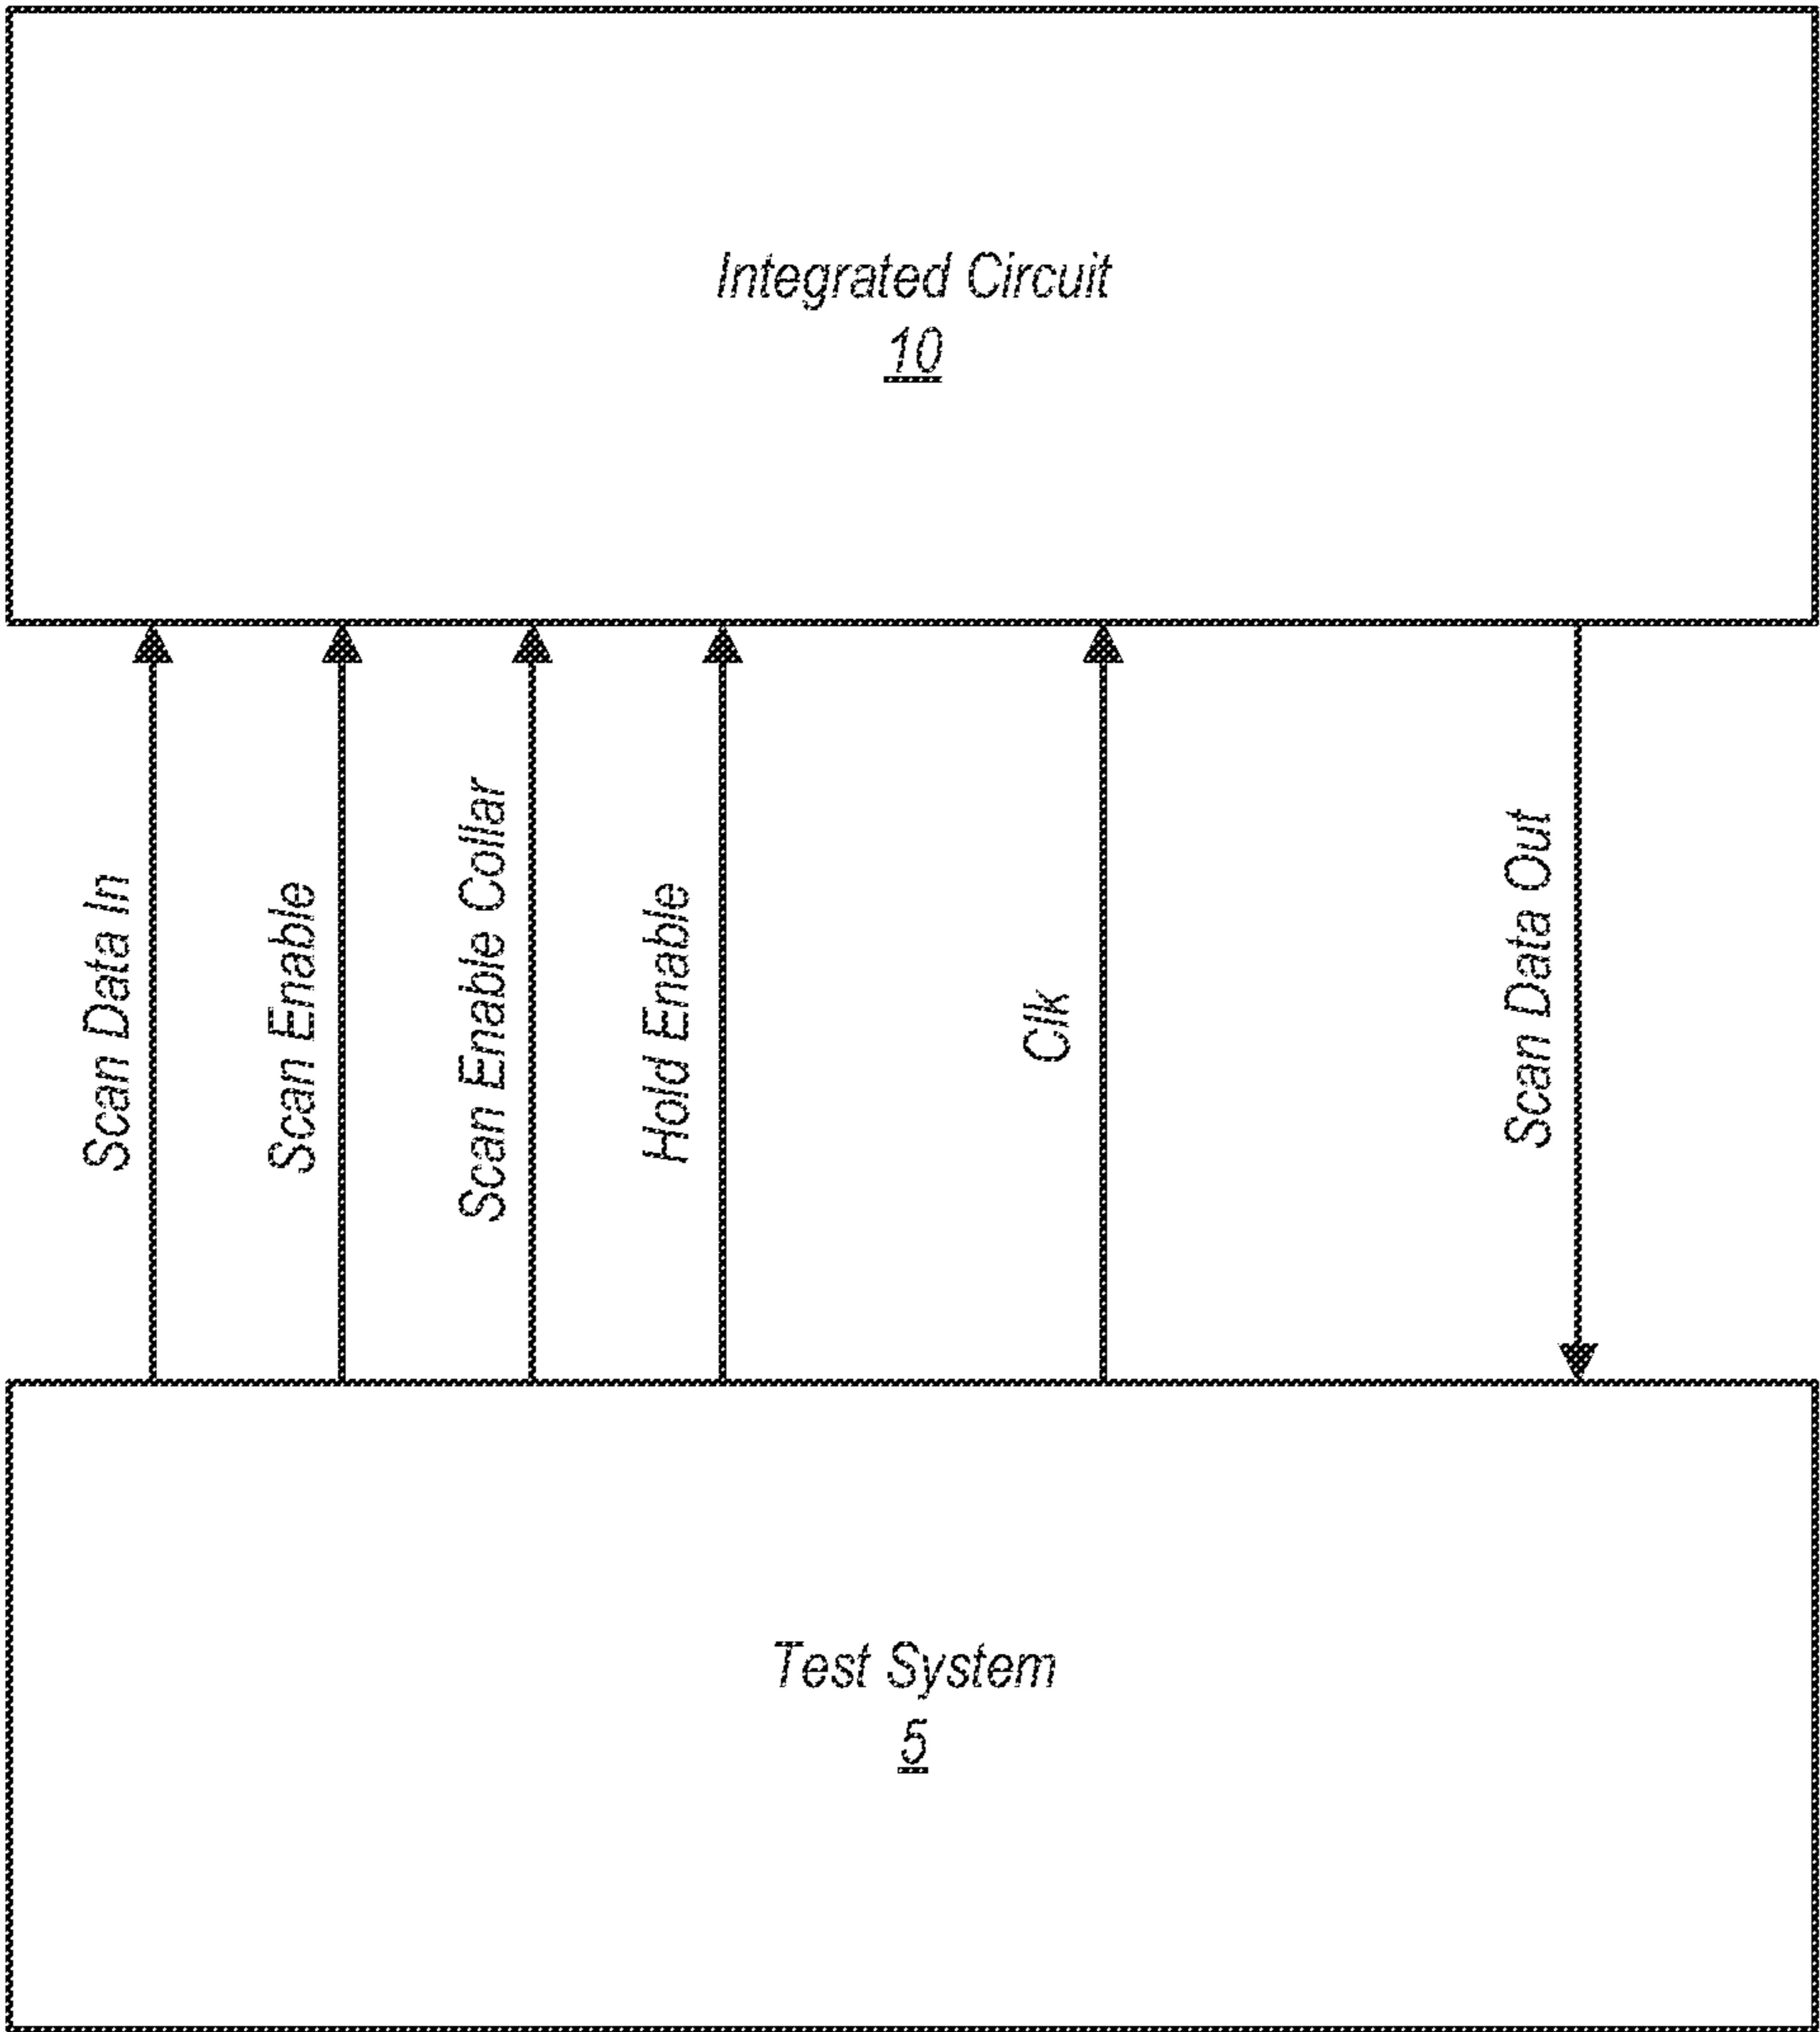 Integrated Circuit
10
Scan Data In
Scan Enable
Scan Enable Collar
Hold Enable
Clk
Scan Data Out
Test System
5